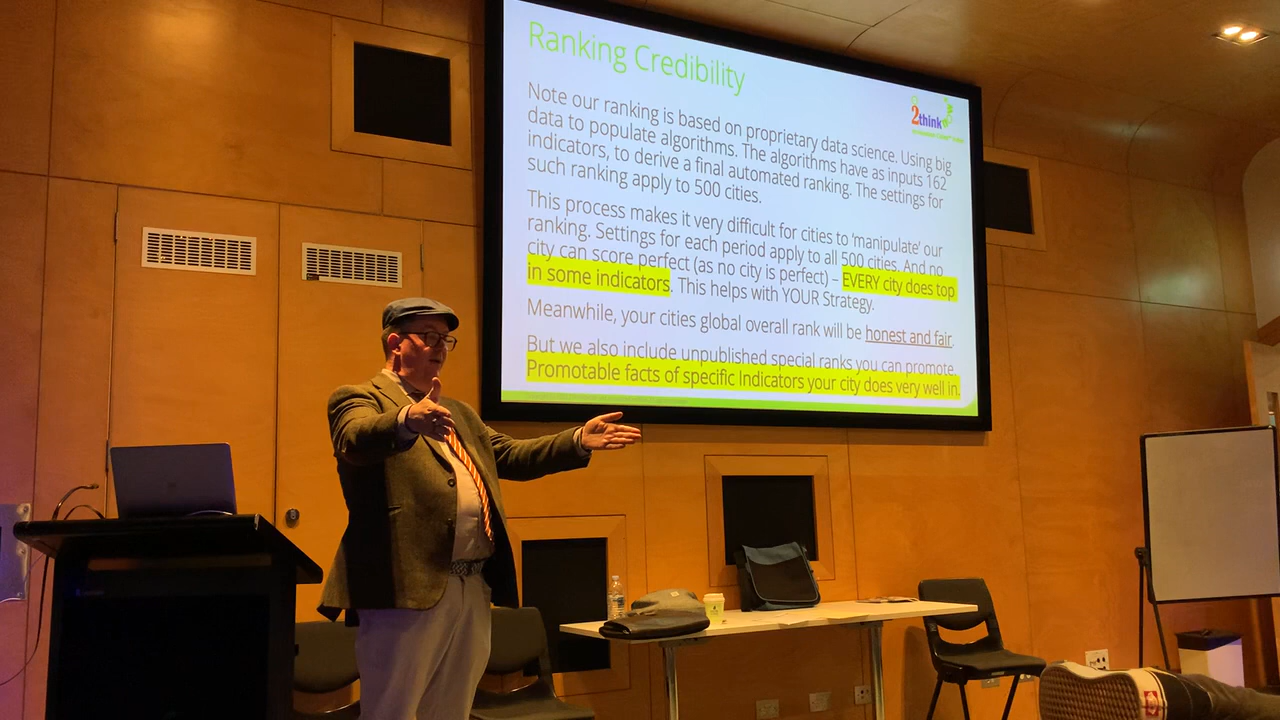 Ranking Credibility
2think
Note our ranking is based on proprietary data science. Using big
data to populate algorithms. The algorithms have as inputs 162
indicators, to derive a final automated ranking. The settings for
such ranking apply to 500 cities.
This process makes it very difficult for cities to ‘manipulate’ our
ranking. Settings for each period apply to all 500 cities. And no
city can score perfect (as no city is perfect) – EVERY city does top
in some indicators. This helps with YOUR Strategy.
Meanwhile, your cities global overall rank will be honest and fair.
But we also include unpublished special ranks you can promote.
Promotable facts of specific Indicators your city does very well in.